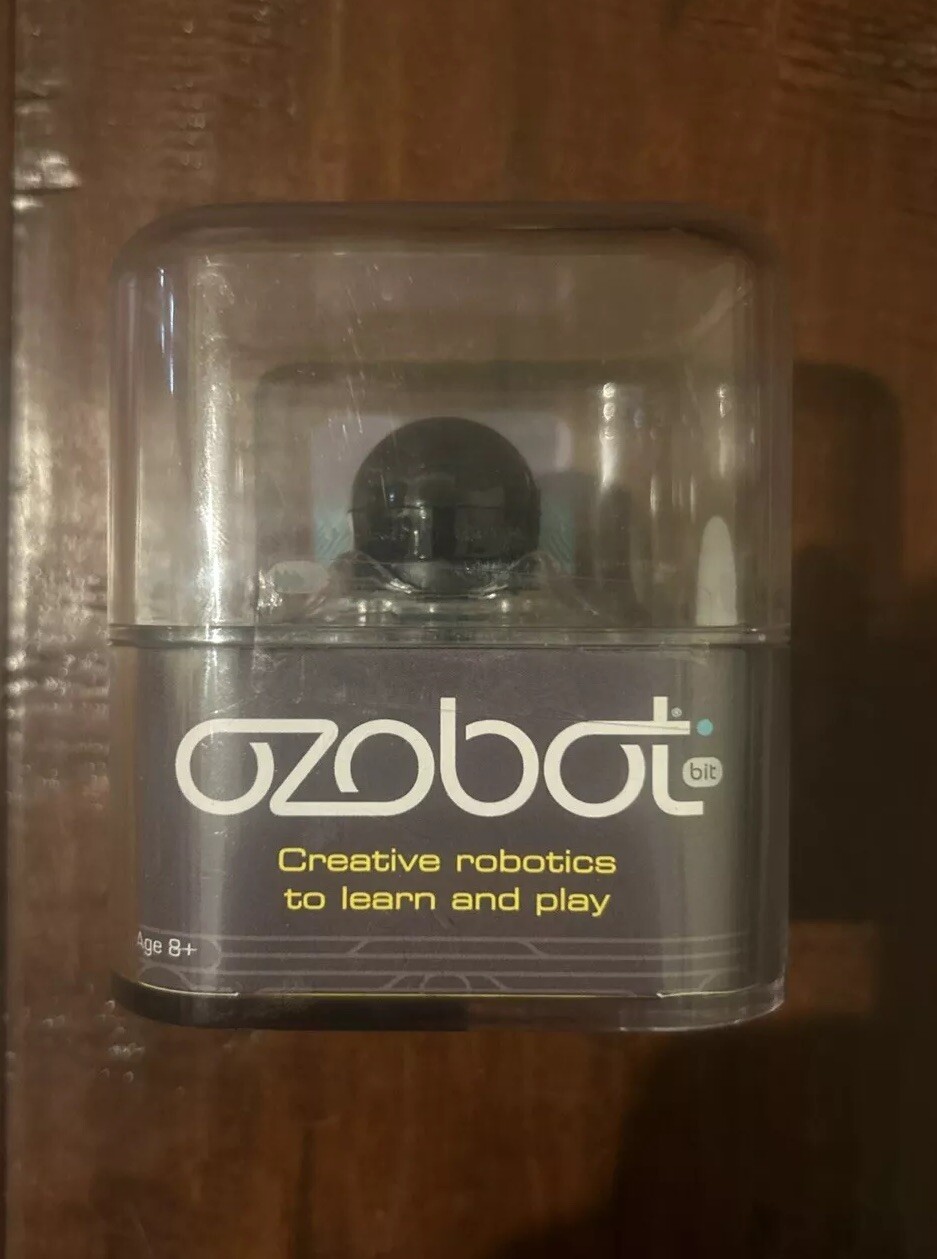 ozobot®
bit
Creative robotics
to learn and play
Age 8+